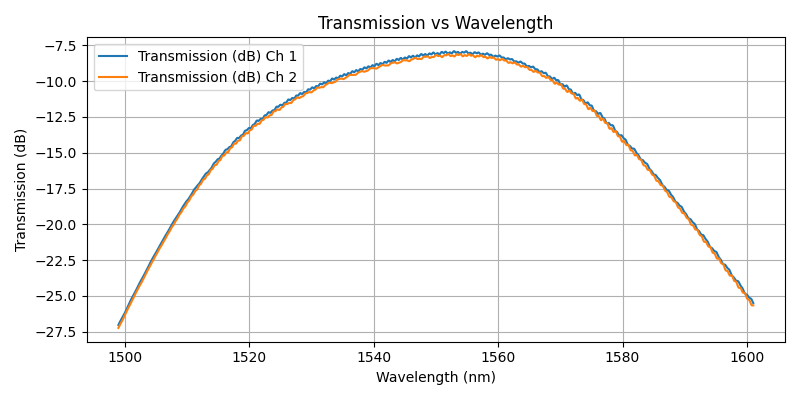 Transmission vs Wavelength
Transmission (dB) Ch 1
Transmission (dB) Ch 2
Transmission (dB)
−7.5
−10.0
−12.5
−15.0
−17.5
−20.0
−22.5
−25.0
−27.5
1500 1520 1540 1560 1580 1600
Wavelength (nm)